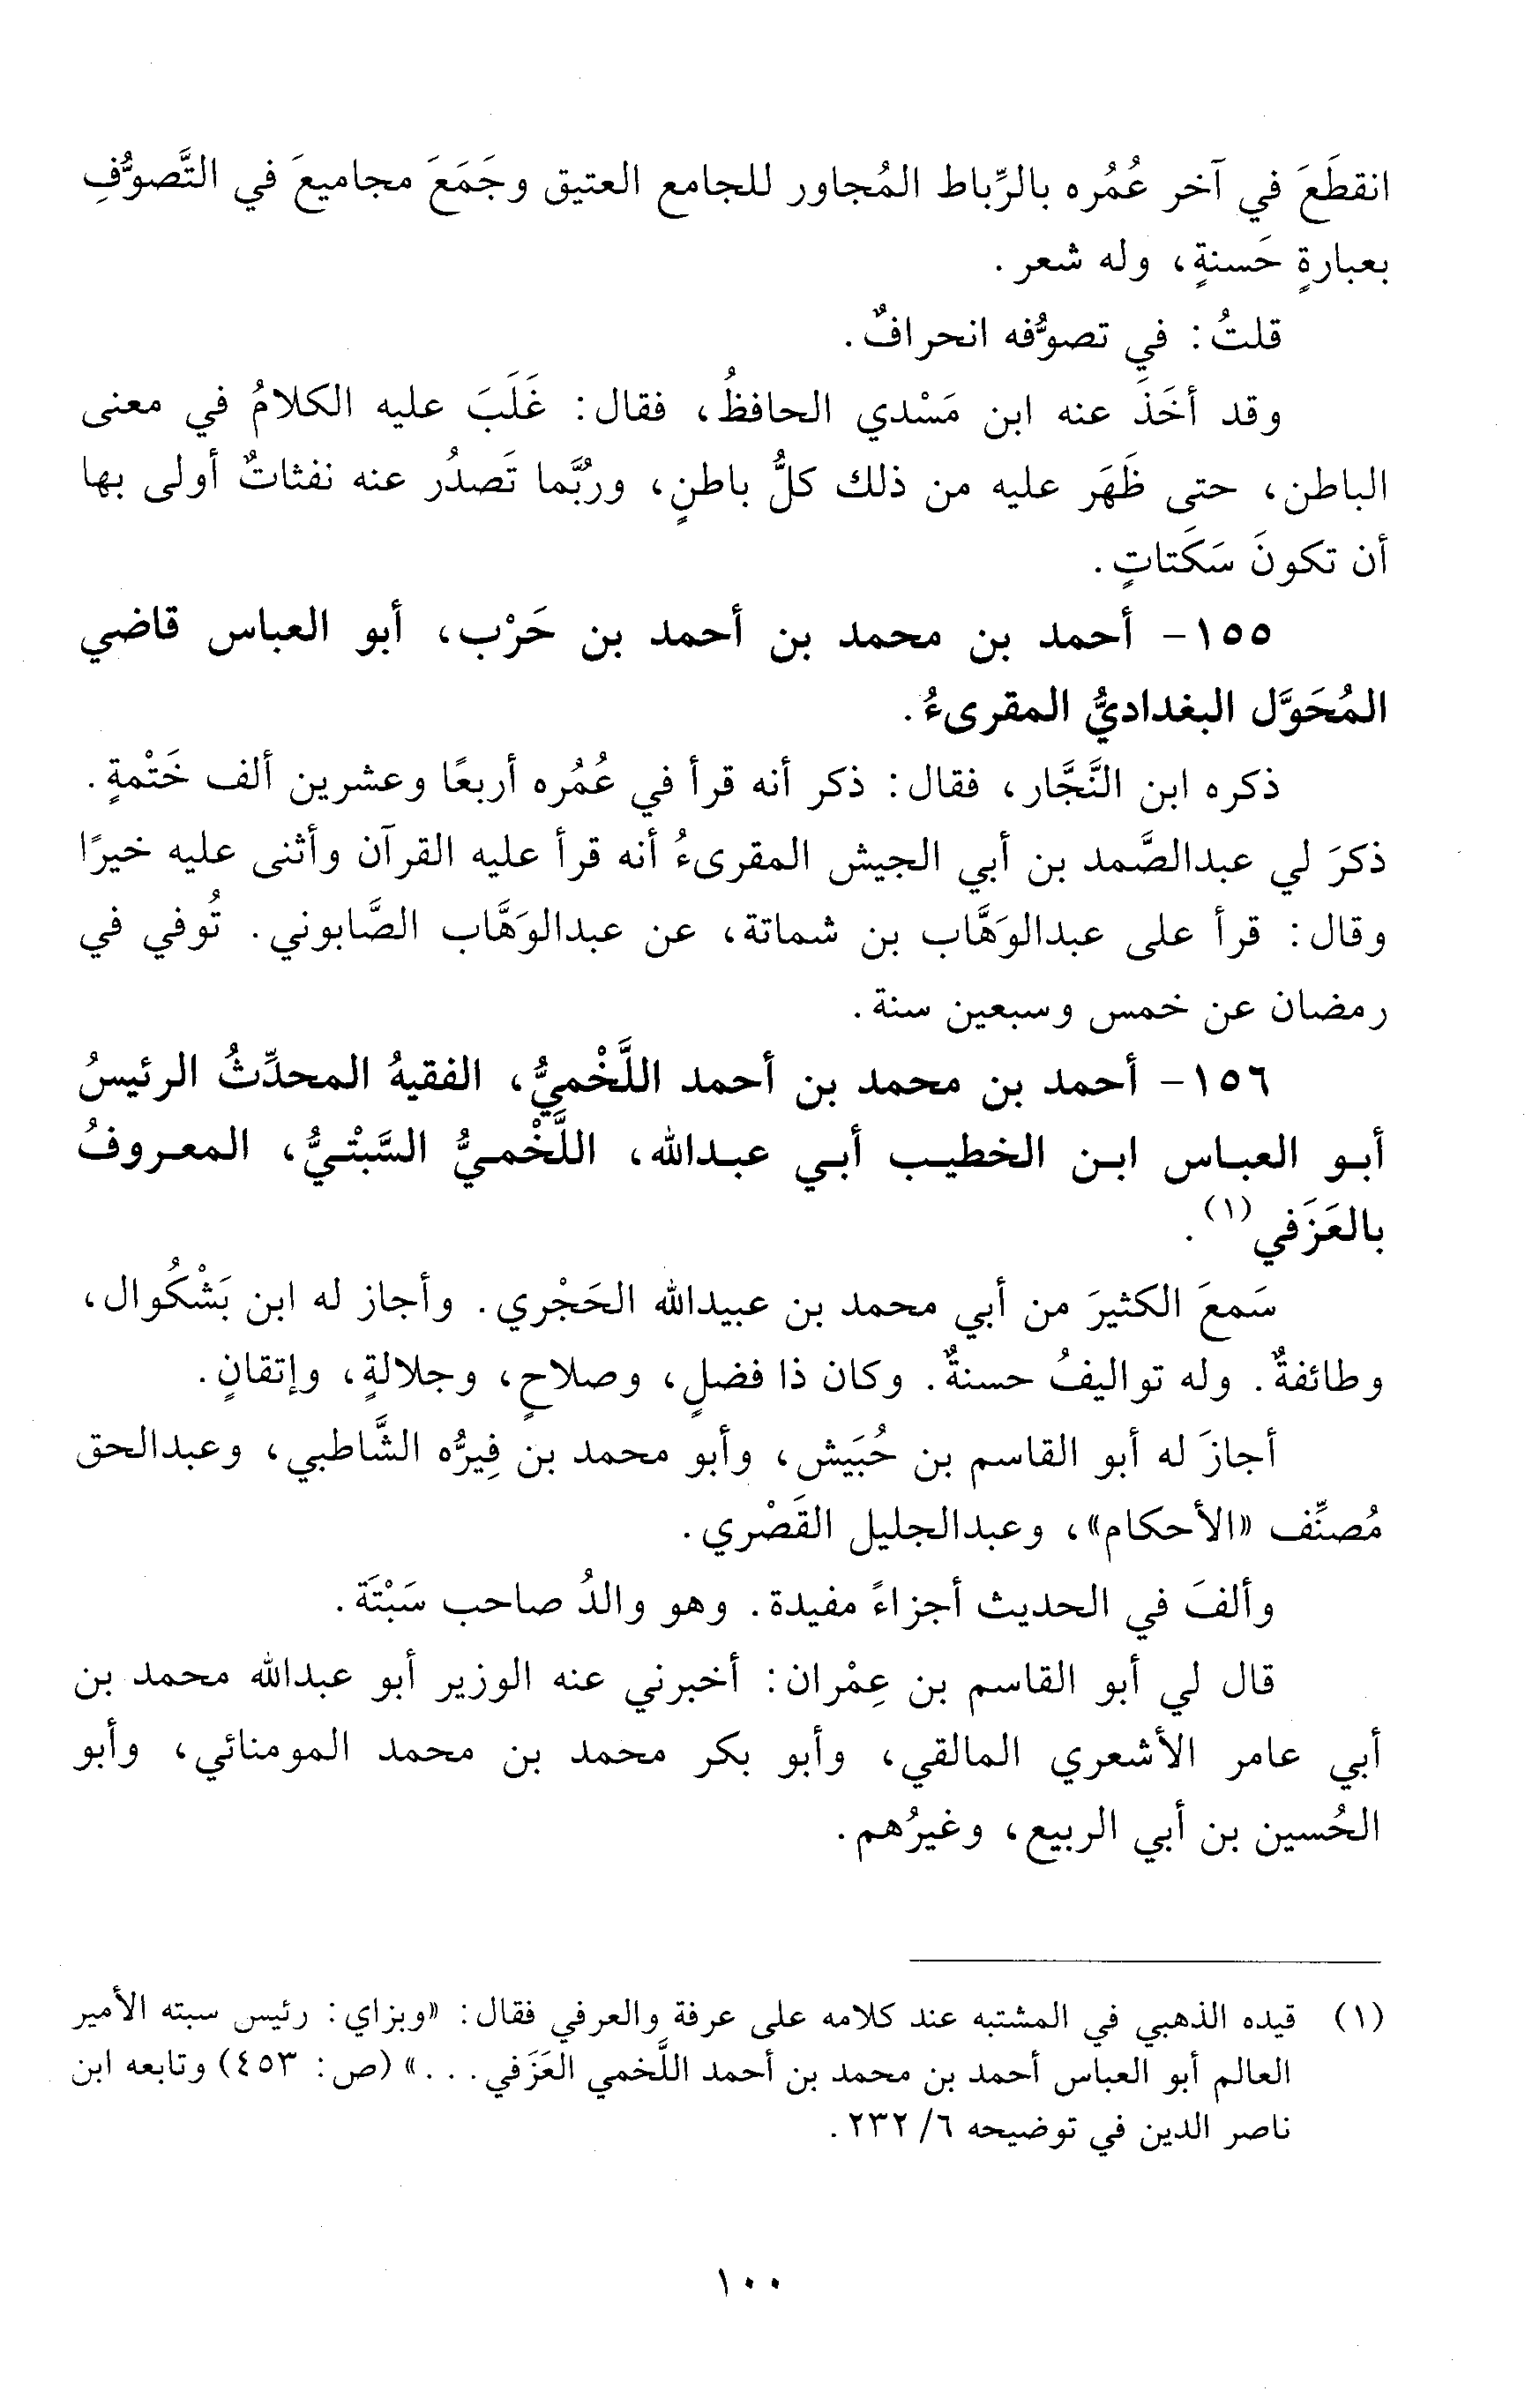 انقطَعَ في آخر عُمُره بالرِّباط المُجاور للجامع العتيق وجَمَعَ مجاميعَ في التَّصوُّفِ
بعبارةٍ حَسنةٍ، وله شعر.
قلتُ: في تصوُّفه انحرافٌ.
وقد أخَذَ عنه ابن مَسْدي الحافظُ، فقال: غَلَبَ عليه الكلامُ في معنى
الباطن، حتى ظَهَر عليه من ذلك كلُّ باطنٍ، وربُّما تَصدُر عنه نفثاتٌ أولى بها
أن تكونَ سَكَتاتٍ.
١٥٥- أحمد بن محمد بن أحمد بن حَرْب، أبو العباس قاضي
المُحَوَّل البغداديُّ المقرىءُ.
ذكره ابن النَّجَّار، فقال: ذكر أنه قرأ في عُمُره أربعًا وعشرين ألف خَتْمةٍ.
ذكرَ لي عبدالصَّمد بن أبي الجيش المقرىءُ أنه قرأ عليه القرآن وأثنى عليه خيرًا
وقال: قرأ على عبدالوَهَّاب بن شماتة، عن عبدالوَهَّاب الصَّابوني. تُوفي في
رمضان عن خمس وسبعين سنة.
١٥٦- أحمد بن محمد بن أحمد اللَّخْميُّ، الفقيهُ المحدِّثُ الرئيسُ
أبو العباس ابن الخطيب أبي عبدالله، اللَّخْميُّ السَّبْتيُّ، المعروفُ
بالعَزَفي(١).
سَمعَ الكثيرَ من أبي محمد بن عبيدالله الحَجْري. وأجاز له ابن بَشْكُوال،
وطائفةٌ. وله تواليفُ حسنةٌ. وكان ذا فضلٍ، وصلاحٍ، وجلالةٍ، وإتقانٍ.
أجازَ له أبو القاسم بن حُبَيش، وأبو محمد بن فِيرُّه الشَّاطبي، وعبدالحق
مُصنِّف «الأحكام»، وعبدالجليل القَصْري.
وألفَ في الحديث أجزاءً مفيدة. وهو والدُ صاحب سَبْتَة.
قال لي أبو القاسم بن عِمْران: أخبرني عنه الوزير أبو عبدالله محمد بن
أبي عامر الأشعري المالقي، وأبو بكر محمد بن محمد المومنائي، وأبو
الحُسين بن أبي الربيع، وغيرُهم.
(١) قيده الذهبي في المشتبه عند كلامه على عرفة والعرفي فقال: «وبزاي: رئيس سبته الأمير
العالم أبو العباس أحمد بن محمد بن أحمد اللَّخمي العَزَفي...» (ص: ٤٥٣) وتابعه ابن
ناصر الدين في توضيحه ٦/ ٢٣٢.
١٠٠